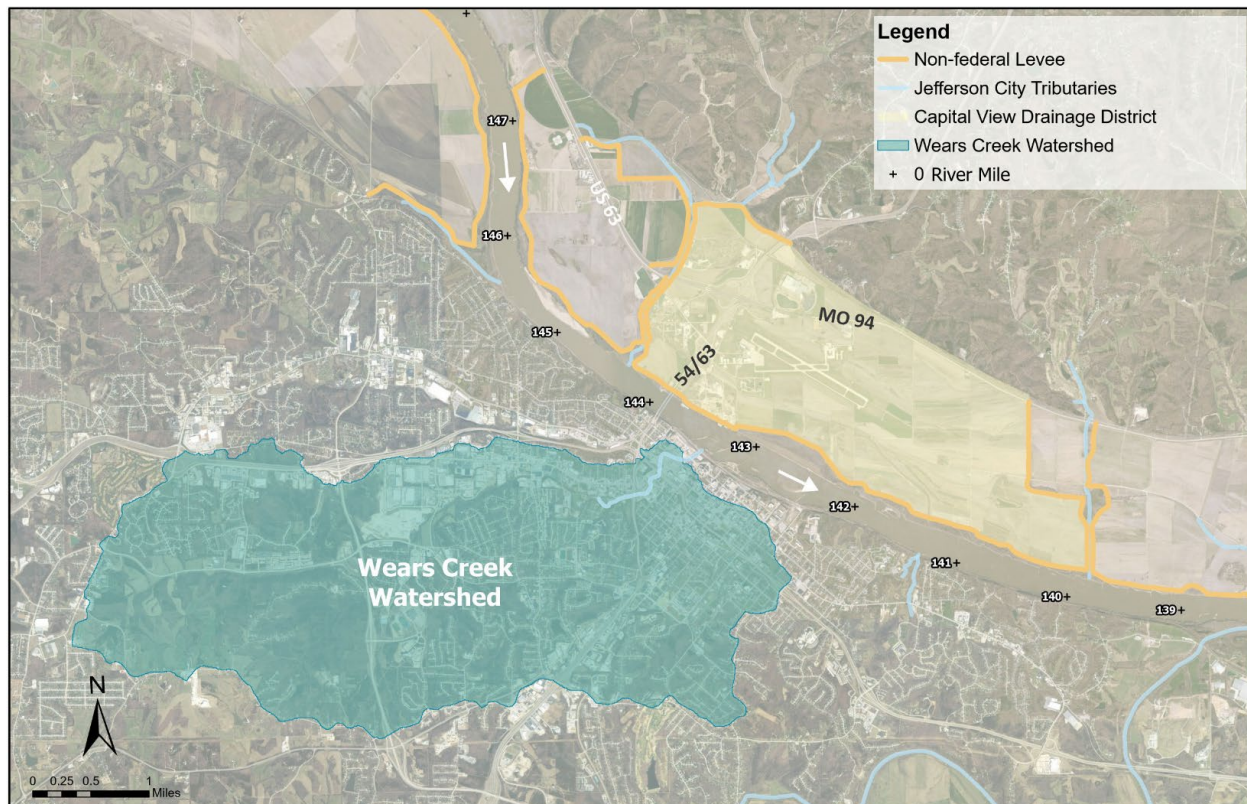 Legend
Non-federal Levee
Jefferson City Tributaries
Capital View Drainage District
Wears Creek Watershed
+ 0 River Mile
+
147+
US 63
146+
145+
MO 94
54/63
144+
143+
142+
141+
140+
139+
Wears Creek
Watershed
N
0 0.25 0.5 1
Miles